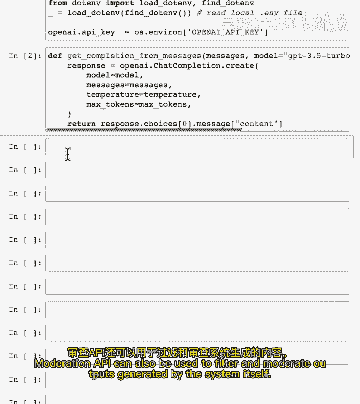 from dotenv import load_dotenv, find_dotenv
_ = load_dotenv(find_dotenv()) # read local .env file
openai.api_key = os.environ['OPENAI_API_KEY']
In [2]: def get_completion_from_messages(messages, model="gpt-3.5-turbo
response = openai.ChatCompletion.create(
model=model,
messages=messages,
temperature=temperature,
max_tokens=max_tokens,
)
return response.choices[0].message["content"]
In [ ]:
In [ ]:
In [ ]:
In [ ]:
In [ ]:
In [ ]:
In [ ]:
In [ ]:
In [ ]:
审查API还可以用于过滤和审查系统生成的内容。
Moderation API can also be used to filter and moderate ou
tputs generated by the system itself.
In [ ]:
In [ ]: